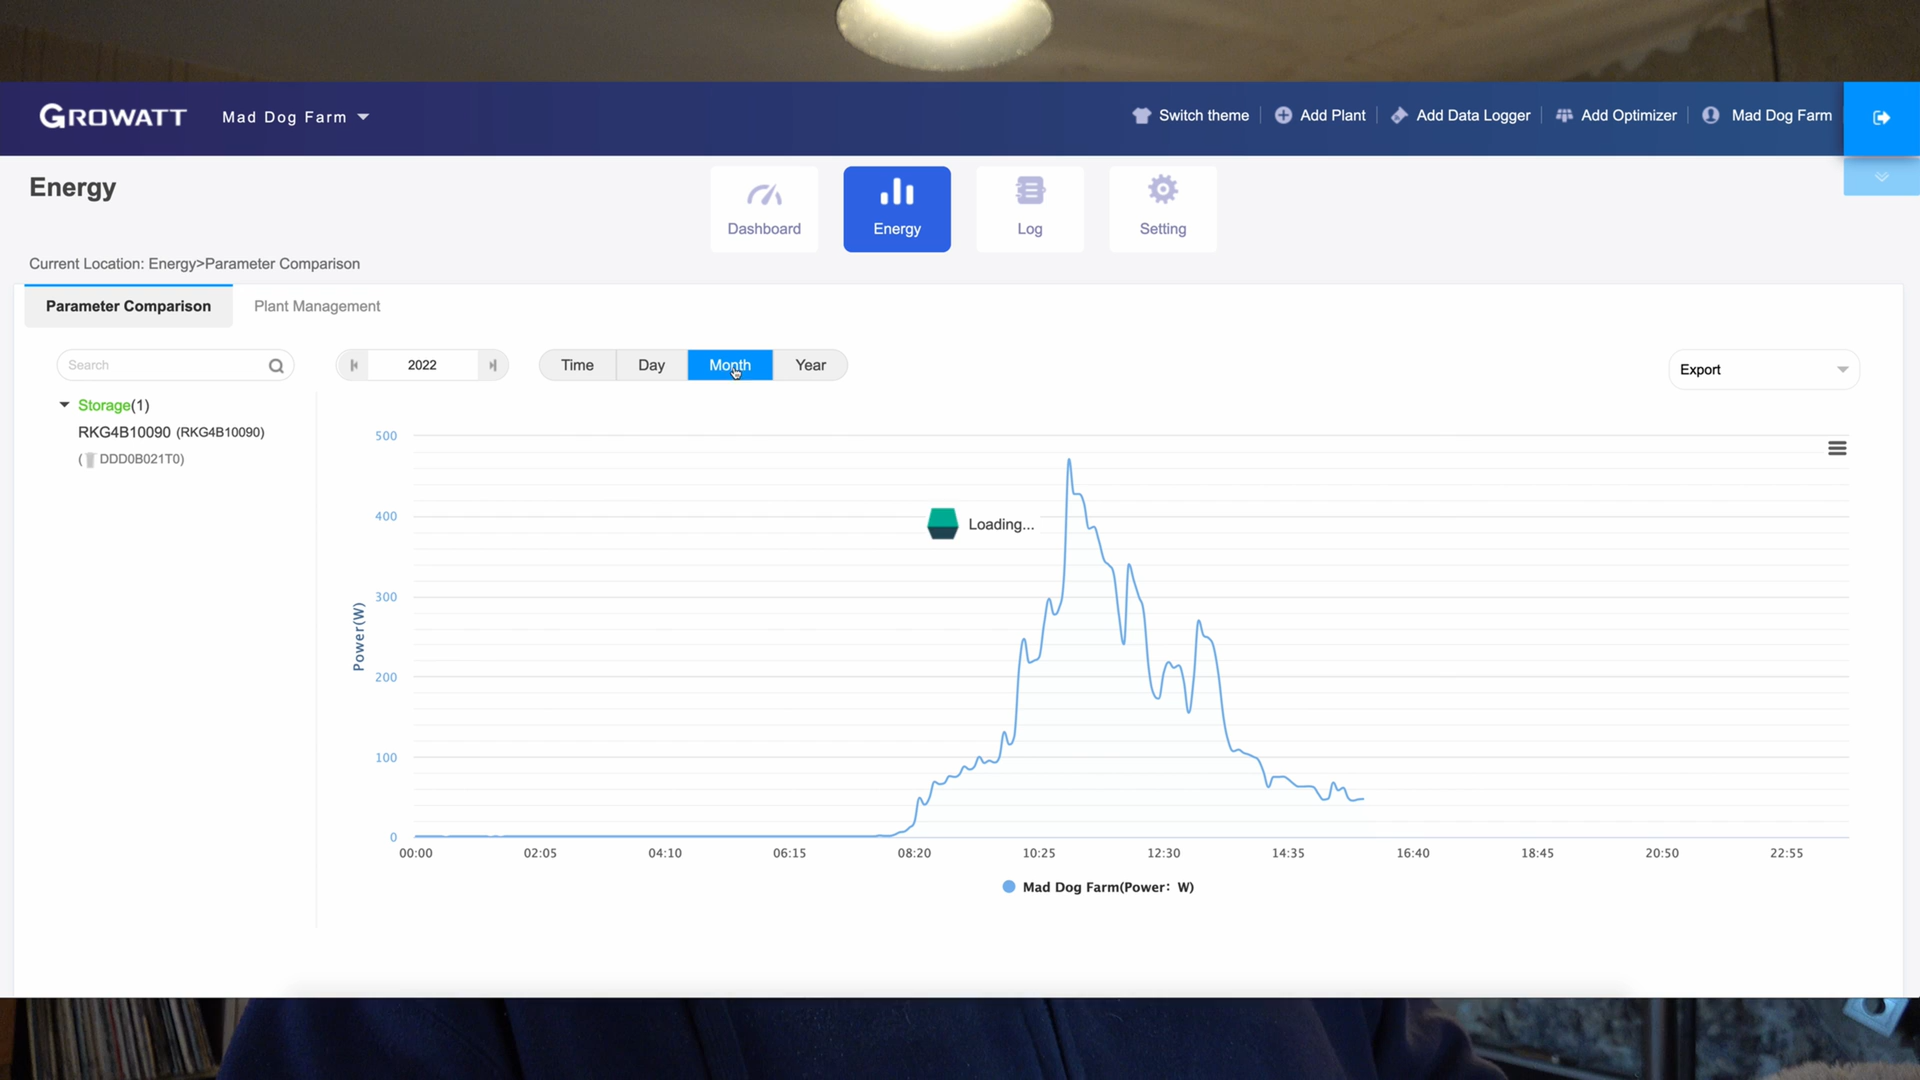 GROWATT
Mad Dog Farm
Switch theme
Add Plant
Add Data Logger
Add Optimizer
Mad Dog Farm
Energy
Dashboard
Energy
Log
Setting
Current Location: Energy>Parameter Comparison
Parameter Comparison
Plant Management
Search
2022
Time
Day
Month
Year
Export
Storage(1)
RKG4B10090 (RKG4B10090)
(DDD0B021T0)
500
400
300
200
100
0
Power(W)
Loading...
00:00
02:05
04:10
06:15
08:20
10:25
12:30
14:35
16:40
18:45
20:50
22:55
Mad Dog Farm(Power: W)